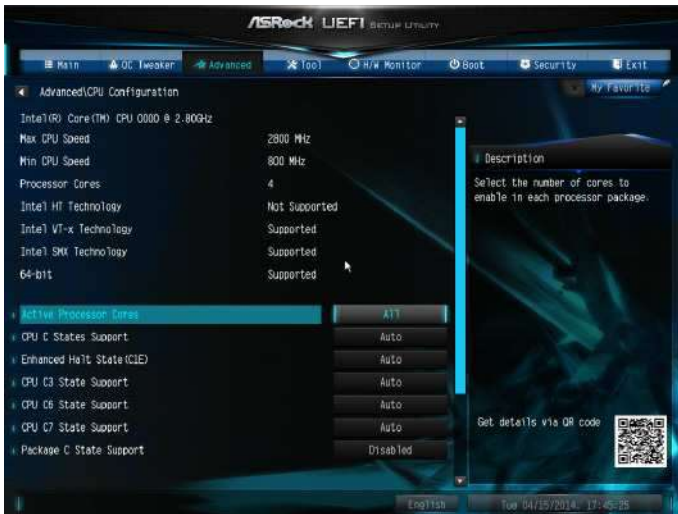 ASRock UEFI SETUP UTILITY
Main OC Tweaker Advanced Tool H/W Monitor Boot Security Exit
Advanced\CPU Configuration
My Favorite
Intel(R) Core(TM) CPU 0000 @ 2.80GHz
Max CPU Speed 2800 MHz
Min CPU Speed 800 MHz
Processor Cores 4
Intel HT Technology Not Supported
Intel VT-x Technology Supported
Intel SMX Technology Supported
64-bit Supported
Active Processor Cores All
CPU C States Support Auto
Enhanced Halt State(C1E) Auto
CPU C3 State Support Auto
CPU C6 State Support Auto
CPU C7 State Support Auto
Package C State Support Disabled
Description
Select the number of cores to
enable in each processor package.
Get details via QR code
English
Tue 04/15/2014, 17:45:25